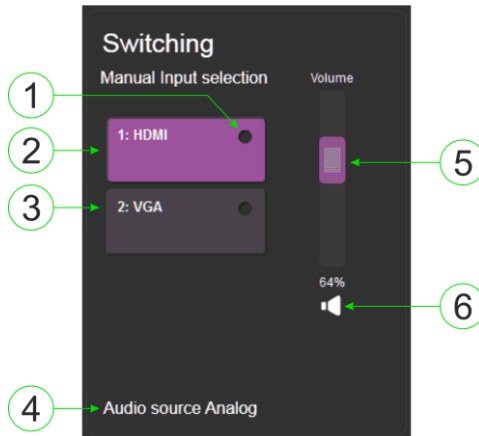 Switching
Manual Input selection
Volume
1
1: HDMI
2
5
3
2: VGA
64%
6
4
Audio source Analog